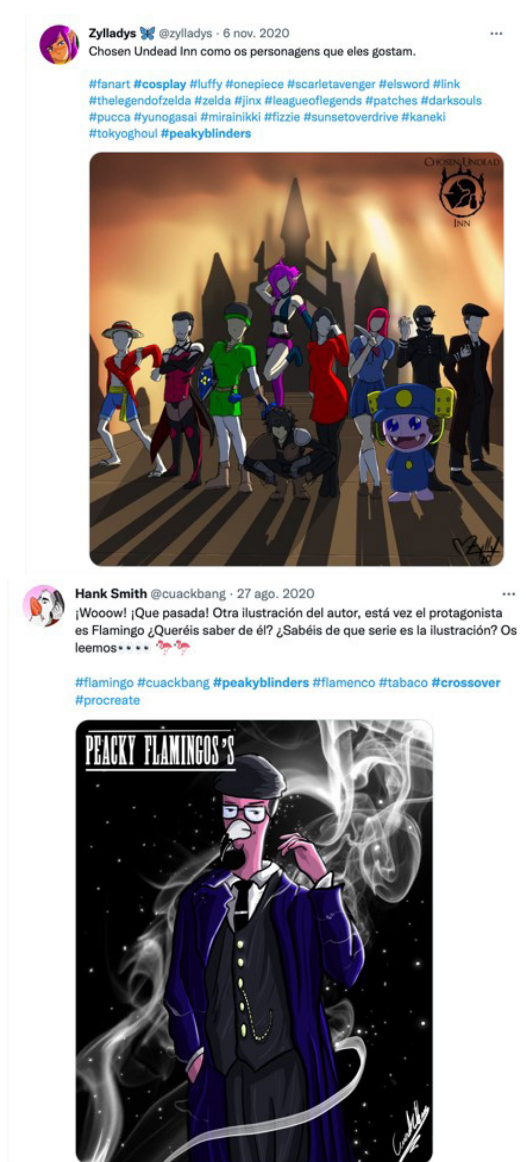 Zylladys 🦋 @zylladys · 6 nov. 2020
Chosen Undead Inn como os personagens que eles gostam.
#fanart #cosplay #luffy #onepiece #scarletavenger #elsword #link
#thelegendofzelda #zelda #jinx #leagueoflegends #patches #darksouls
#pucca #yunogasai #mirainikki #fizzie #sunsetoverdrive #kaneki
#tokyoghoul #peakyblinders
CHOSEN UNDEAD
INN
Hank Smith @cuackbang · 27 ago. 2020
¡Wooow! ¡Que pasada! Otra ilustración del autor, está vez el protagonista
es Flamingo ¿Queréis saber de él? ¿Sabéis de que serie es la ilustración? Os
leemos👀👀 🦩🦩
#flamingo #cuackbang #peakyblinders #flamenco #tabaco #crossover
#procreate
PEACKY FLAMINGOS'S